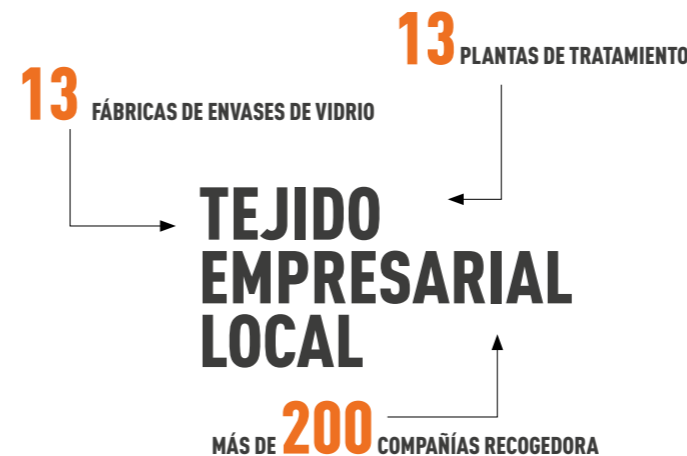 13 PLANTAS DE TRATAMIENTO
13 FÁBRICAS DE ENVASES DE VIDRIO
TEJIDO
EMPRESARIAL
LOCAL
MÁS DE 200 COMPAÑÍAS RECOGEDORA